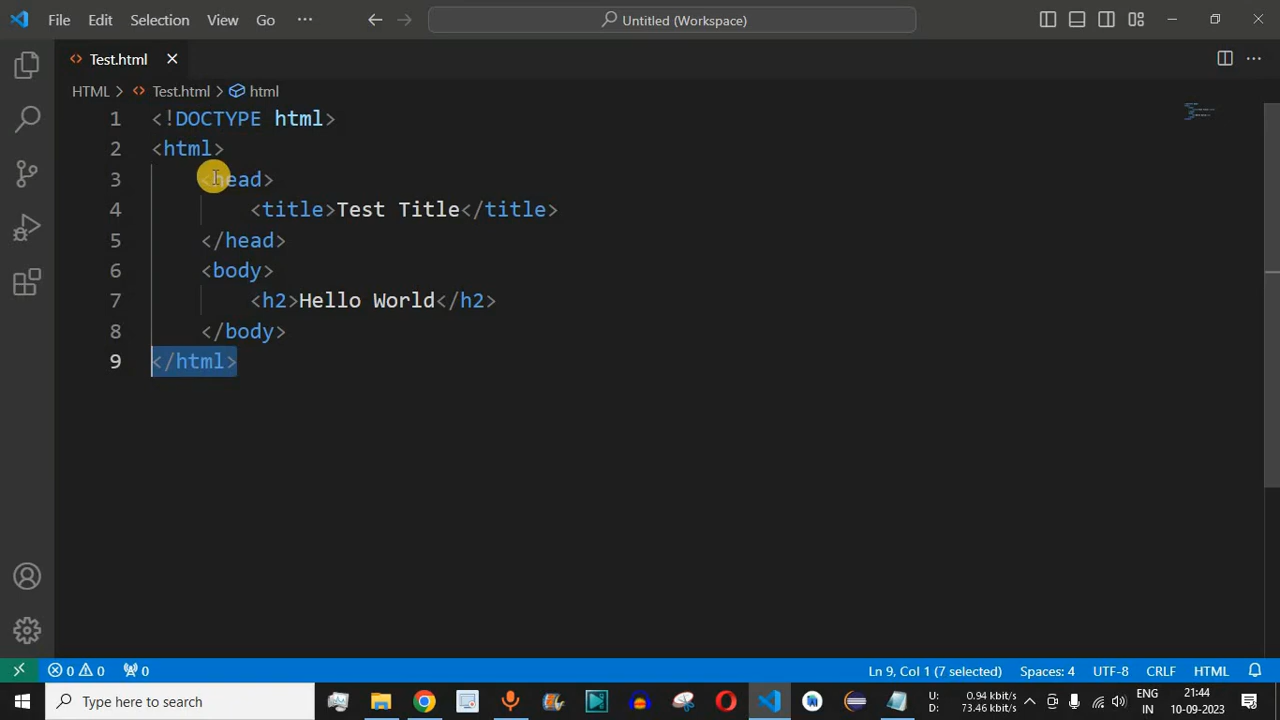 File Edit Selection View Go ··· Untitled (Workspace)
Test.html
HTML > Test.html > html
1 <!DOCTYPE html>
2 <html>
3 <head>
4 <title>Test Title</title>
5 </head>
6 <body>
7 <h2>Hello World</h2>
8 </body>
9 </html>
0 0 0 Ln 9, Col 1 (7 selected) Spaces: 4 UTF-8 CRLF HTML
Type here to search U: 0.94 kbit/s ENG 21:44
D: 73.46 kbit/s IN 10-09-2023